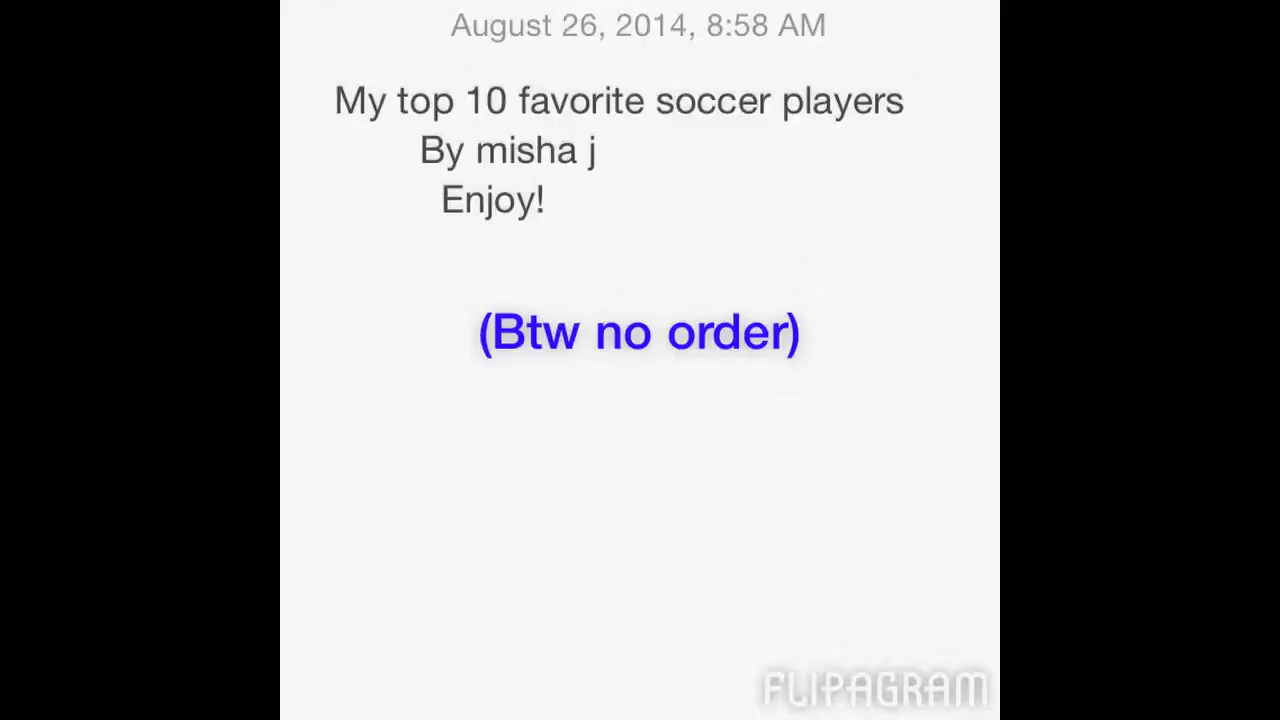 August 26, 2014, 8:58 AM
My top 10 favorite soccer players
By misha j
Enjoy!
(Btw no order)
FLIPAGRAM